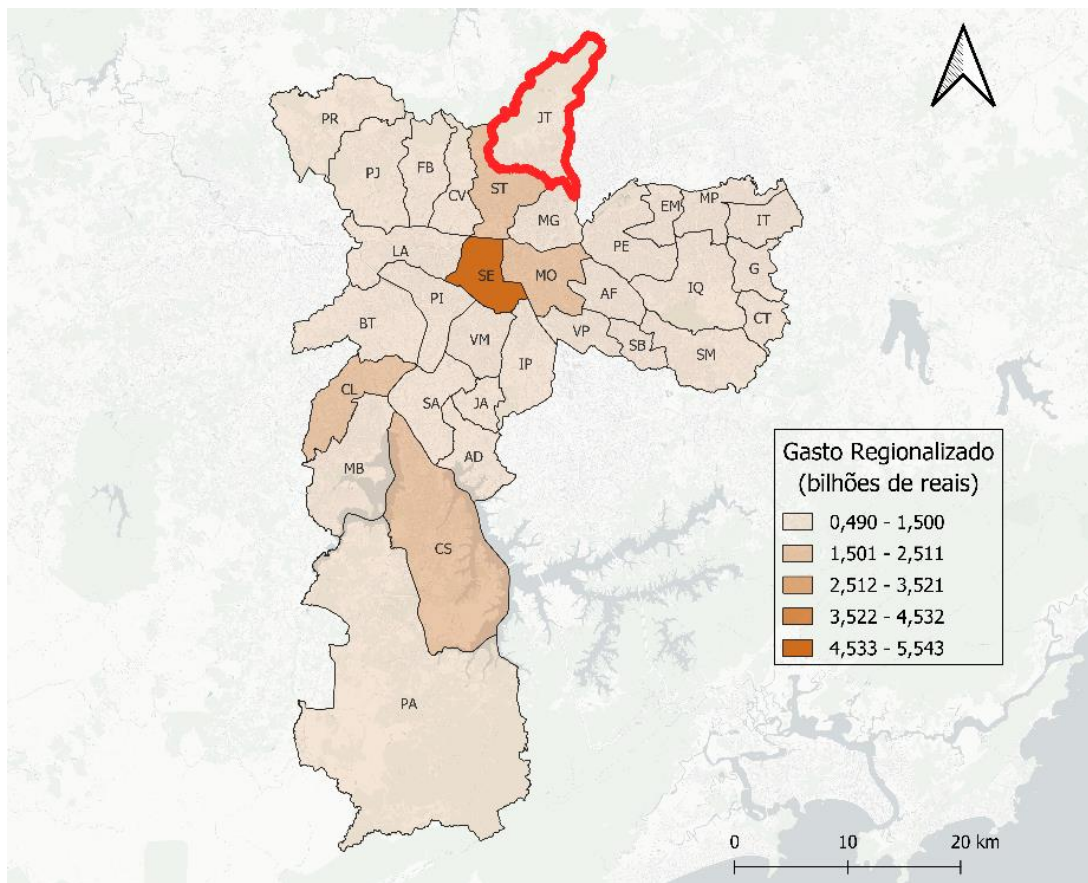 JT
PR
PJ
FB
CV
ST
MG
EM
MP
IT
PE
LA
SE
MO
AF
IQ
G
CT
PI
BT
VM
IP
VP
SB
SM
CL
SA
JA
MB
AD
CS
PA
Gasto Regionalizado
(bilhões de reais)
0,490 - 1,500
1,501 - 2,511
2,512 - 3,521
3,522 - 4,532
4,533 - 5,543
0 10 20 km